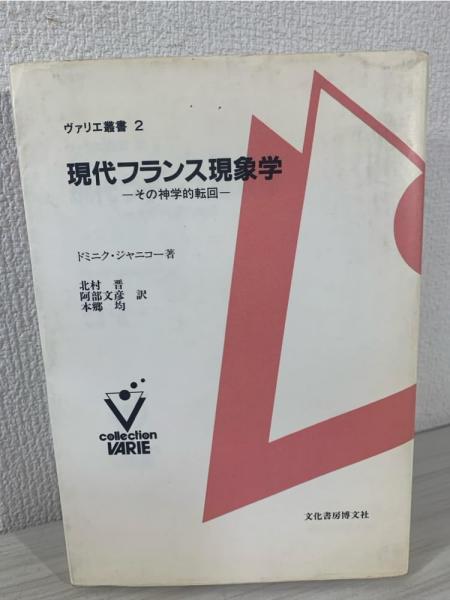 ヴァリエ叢書 2
現代フランス現象学
―その神学的転回―
ドミニク・ジャニコー著
北村 晋
阿部文彦 訳
本郷 均
collection
VARIE
文化書房博文社